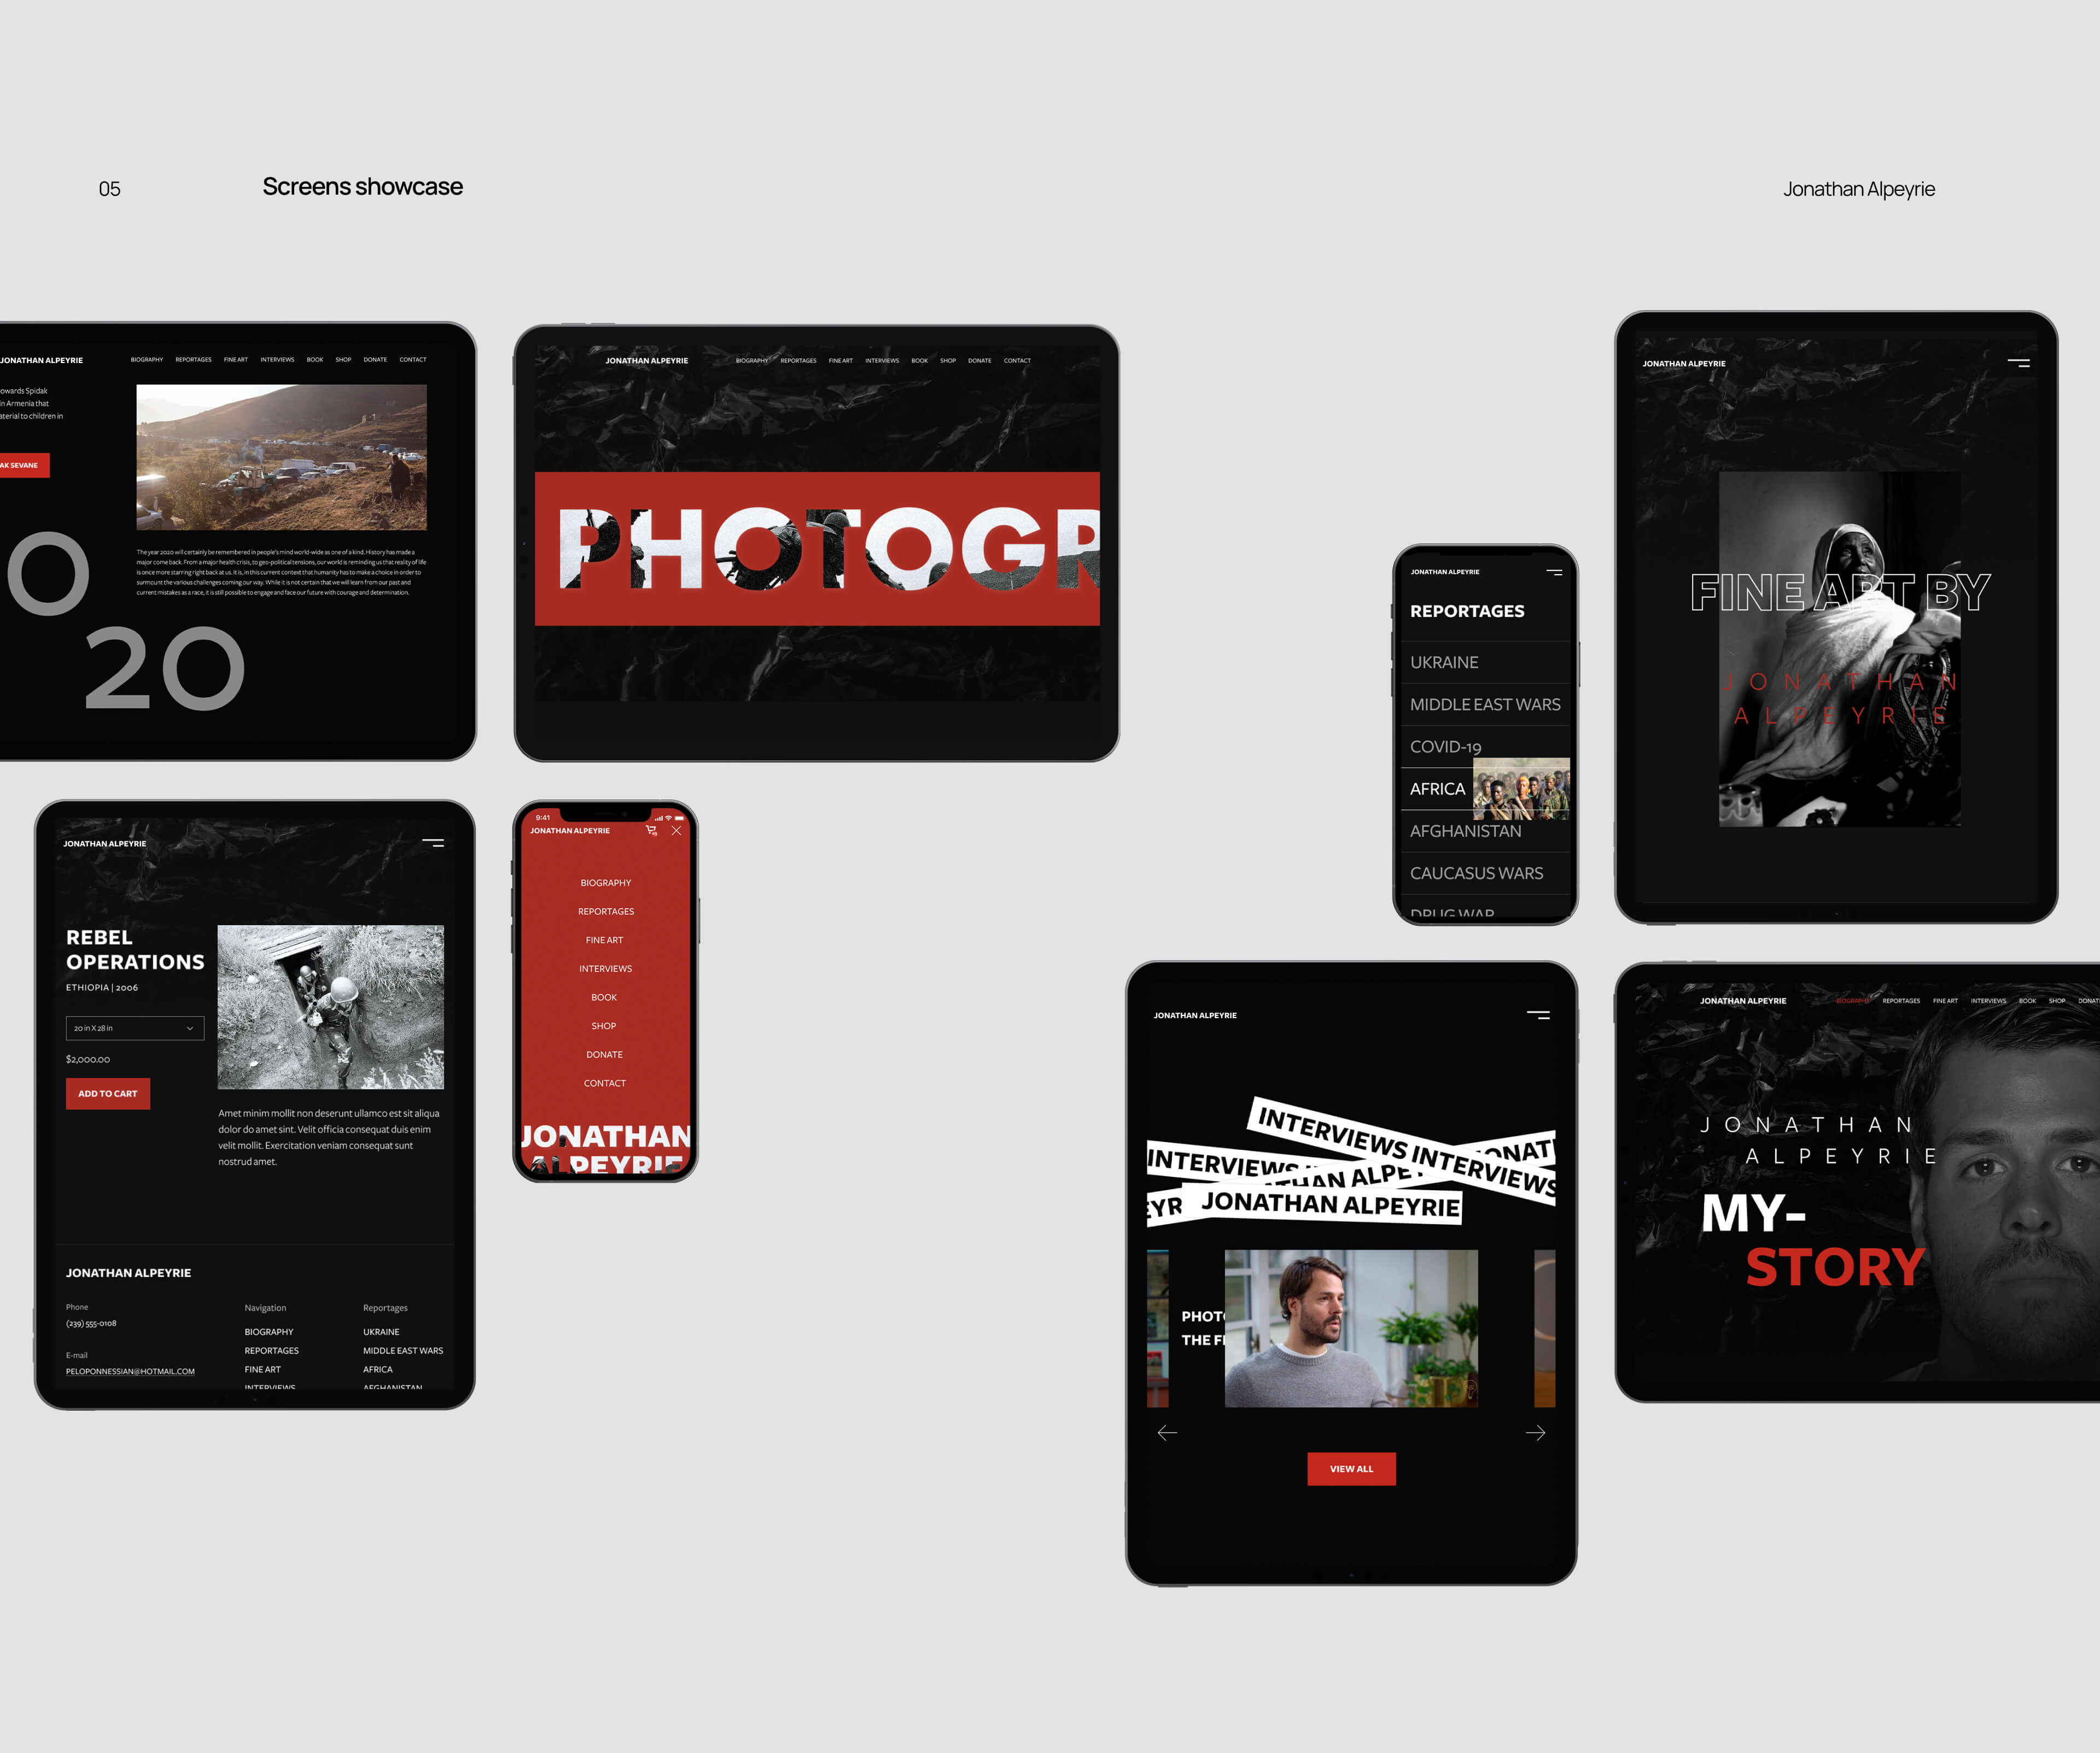 05
Screens showcase
Jonathan Alpeyrie
JONATHAN ALPEYRIE
BIOGRAPHY REPORTAGES FINE ART INTERVIEWS BOOK SHOP DONATE CONTACT
owards Spidak
in Armenia that
aterial to children in
AK SEVANE
0
20
The year 2020 will certainly be remembered in people's mind world-wide as one of a kind. History has made a
major come back. From a major health crisis, to geo-political tensions, our world is reminding us that reality of life
is once more starring right back at us. It is, in this current context that humanity has to make a choice in order to
surmount the various challenges coming our way. While it is not certain that we will learn from our past and
current mistakes as a race, it is still possible to engage and face our future with courage and determination.
JONATHAN ALPEYRIE
BIOGRAPHY REPORTAGES FINE ART INTERVIEWS BOOK SHOP DONATE CONTACT
PHOTOGR
JONATHAN ALPEYRIE
REPORTAGES
UKRAINE
MIDDLE EAST WARS
COVID-19
AFRICA
AFGHANISTAN
CAUCASUS WARS
DRUG WAR
JONATHAN ALPEYRIE
FINE ART BY
JONATHAN
ALPEYRIE
JONATHAN ALPEYRIE
REBEL
OPERATIONS
ETHIOPIA | 2006
20 in X 28 in
$2,000.00
ADD TO CART
Amet minim mollit non deserunt ullamco est sit aliqua
dolor do amet sint. Velit officia consequat duis enim
velit mollit. Exercitation veniam consequat sunt
nostrud amet.
JONATHAN ALPEYRIE
Phone
(239) 555-0108
E-mail
PELOPONNESSIAN@HOTMAIL.COM
Navigation
BIOGRAPHY
REPORTAGES
FINE ART
INTERVIEWS
Reportages
UKRAINE
MIDDLE EAST WARS
AFRICA
AFGHANISTAN
9:41
JONATHAN ALPEYRIE
BIOGRAPHY
REPORTAGES
FINE ART
INTERVIEWS
BOOK
SHOP
DONATE
CONTACT
JONATHAN
ALPEYRIE
JONATHAN ALPEYRIE
INTERVIEWS INTERVIEWS
INTERVIEWS
HAN ALPE
ONAT
EYR
JONATHAN ALPEYRIE
PHOT
THE F
VIEW ALL
JONATHAN ALPEYRIE
BIOGRAPHY REPORTAGES FINE ART INTERVIEWS BOOK SHOP DONAT
JONATHAN
ALPEYRIE
MY-
STORY